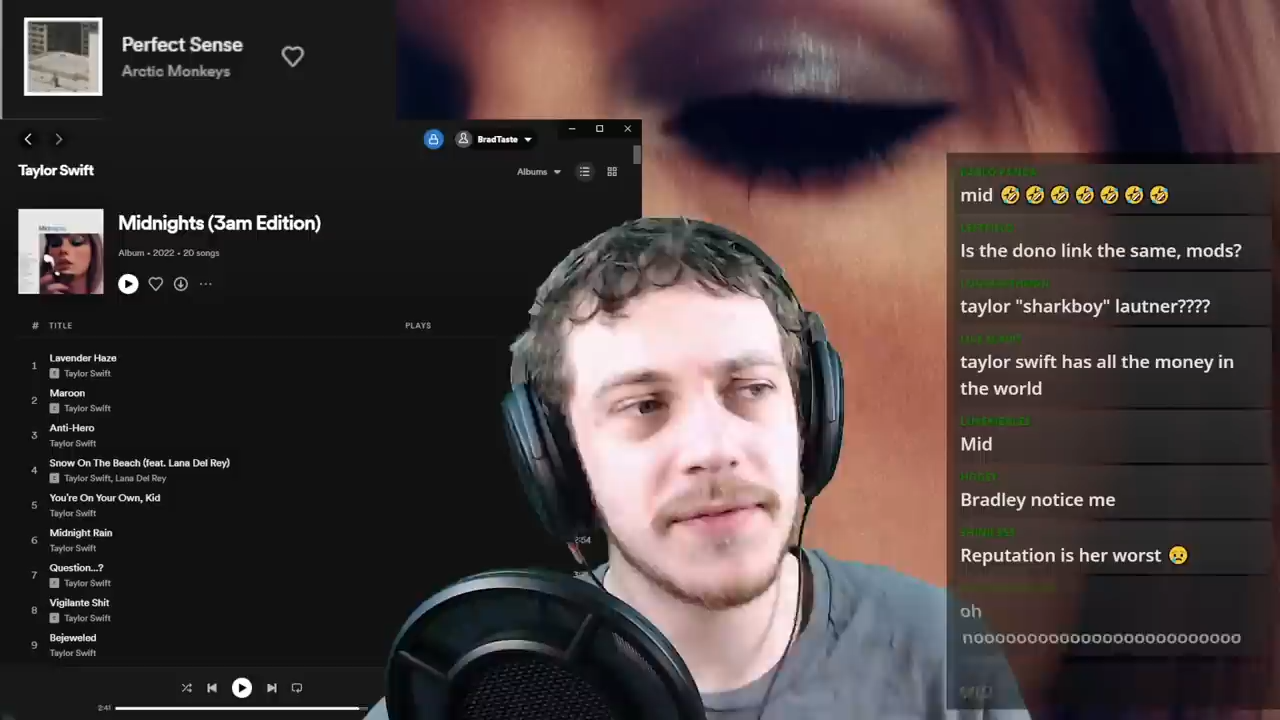 Perfect Sense
Arctic Monkeys
BradTaste
Taylor Swift
Albums
Midnights (3am Edition)
Album • 2022 • 20 songs
# TITLE PLAYS
1 Lavender Haze
E Taylor Swift
2 Maroon
E Taylor Swift
3 Anti-Hero
Taylor Swift
4 Snow On The Beach (feat. Lana Del Rey)
E Taylor Swift, Lana Del Rey
5 You're On Your Own, Kid
Taylor Swift
6 Midnight Rain
Taylor Swift
2:54
7 Question...?
E Taylor Swift
8 Vigilante Shit
E Taylor Swift
9 Bejeweled
Taylor Swift
2:41
mid 🤣🤣🤣🤣🤣🤣🤣
Is the dono link the same, mods?
taylor "sharkboy" lautner????
taylor swift has all the money in
the world
Mid
Bradley notice me
Reputation is her worst 😥
oh
noooooooooooooooooooooooooo